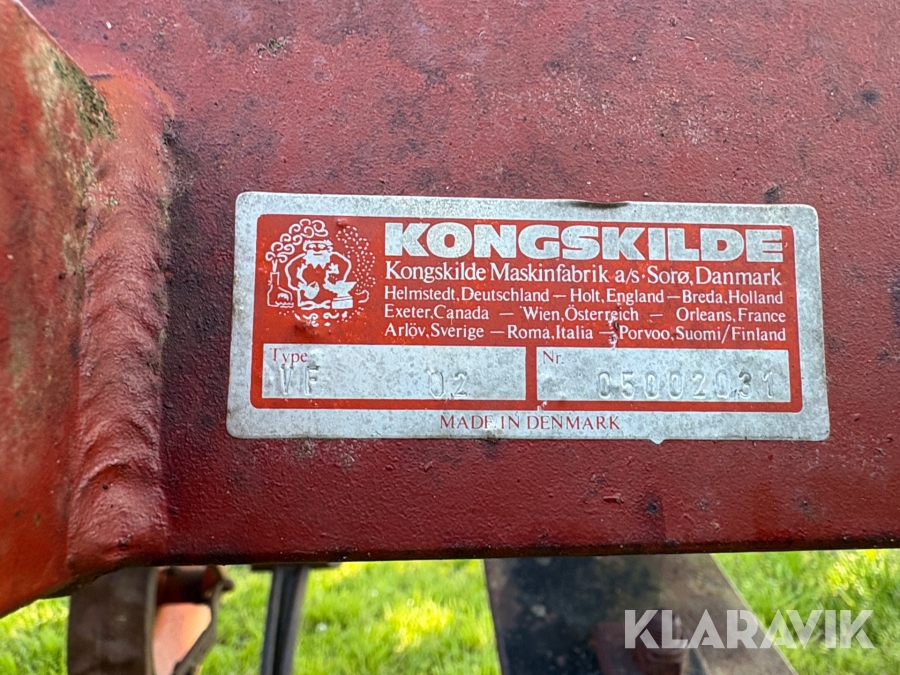 KONGSKILDE
Kongskilde Maskinfabrik a/s · Sorø, Danmark
Helmstedt, Deutschland — Holt, England — Breda, Holland
Exeter, Canada — Wien, Österreich — Orleans, France
Arlöv, Sverige — Roma, Italia — Porvoo, Suomi/Finland
Type Nr.
VF 02 05002031
MADE IN DENMARK
KLARAVIK